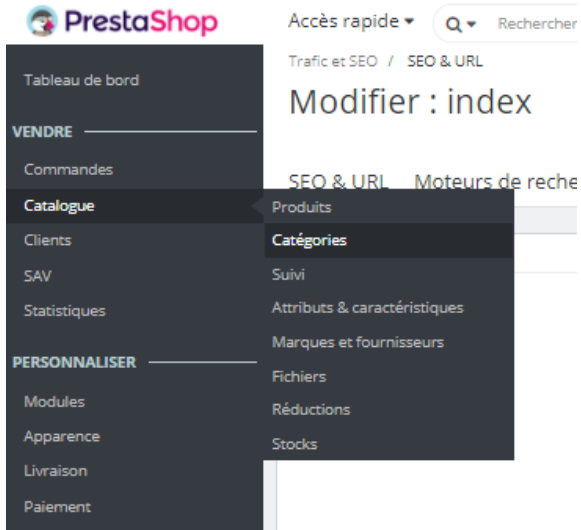 PrestaShop
Accès rapide
Rechercher
Trafic et SEO / SEO & URL
Modifier : index
SEO & URL Moteurs de reche
Tableau de bord
VENDRE
Commandes
Catalogue
Clients
SAV
Statistiques
PERSONNALISER
Modules
Apparence
Livraison
Paiement
Produits
Catégories
Suivi
Attributs & caractéristiques
Marques et fournisseurs
Fichiers
Réductions
Stocks